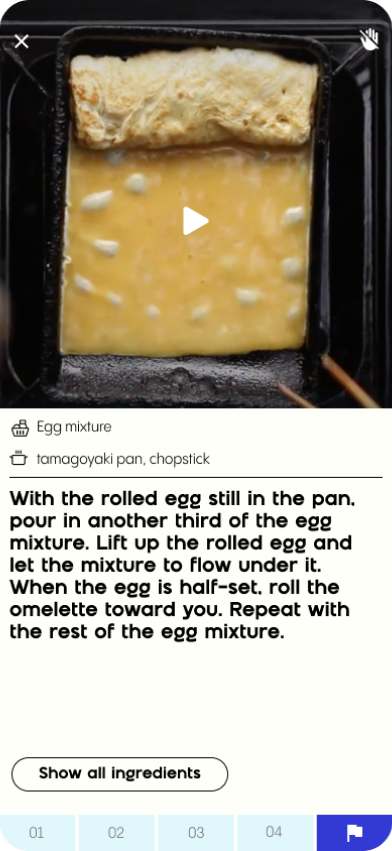 Egg mixture
tamagoyaki pan, chopstick
With the rolled egg still in the pan,
pour in another third of the egg
mixture. Lift up the rolled egg and
let the mixture to flow under it.
When the egg is half-set, roll the
omelette toward you. Repeat with
the rest of the egg mixture.
Show all ingredients
01 02 03 04